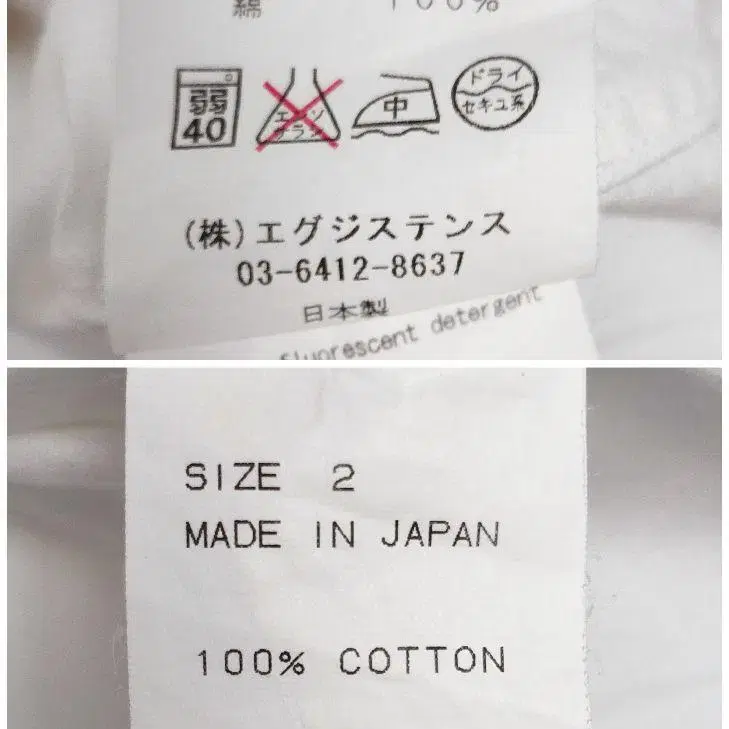 綿 100%
弱
40
エンソ
サラシ
中
ドライ
セキユ系
(株)エグジステンス
03-6412-8637
日本製
fluorescent detergent
SIZE 2
MADE IN JAPAN
100% COTTON